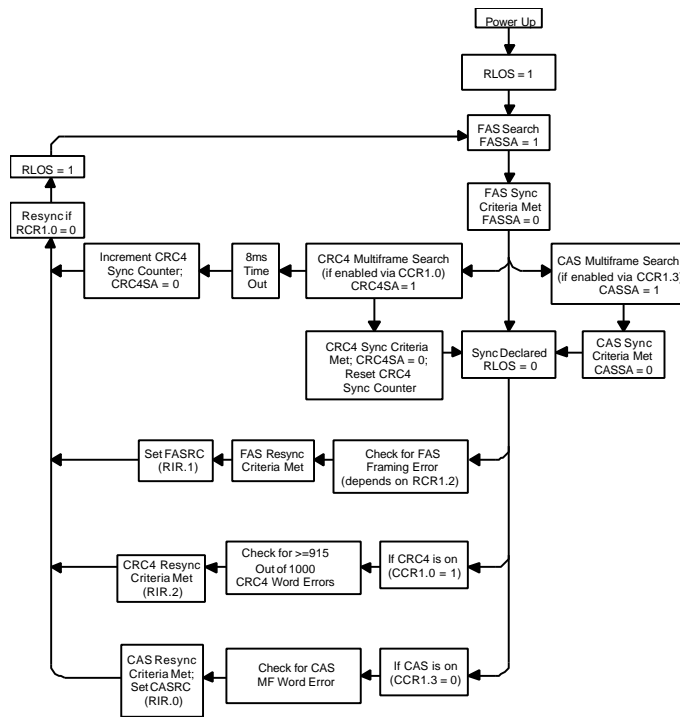 Power Up
RLOS = 1
FAS Search
FASSA = 1
RLOS = 1
FAS Sync
Criteria Met
FASSA = 0
Resync if
RCR1.0 = 0
Increment CRC4
Sync Counter;
CRC4SA = 0
8ms
Time
Out
CRC4 Multiframe Search
(if enabled via CCR1.0)
CRC4SA = 1
CAS Multiframe Search
(if enabled via CCR1.3)
CASSA = 1
CRC4 Sync Criteria
Met; CRC4SA = 0;
Reset CRC4
Sync Counter
Sync Declared
RLOS = 0
CAS Sync
Criteria Met
CASSA = 0
Set FASRC
(RIR.1)
FAS Resync
Criteria Met
Check for FAS
Framing Error
(depends on RCR1.2)
CRC4 Resync
Criteria Met
(RIR.2)
Check for >=915
Out of 1000
CRC4 Word Errors
If CRC4 is on
(CCR1.0 = 1)
CAS Resync
Criteria Met;
Set CASRC
(RIR.0)
Check for CAS
MF Word Error
If CAS is on
(CCR1.3 = 0)